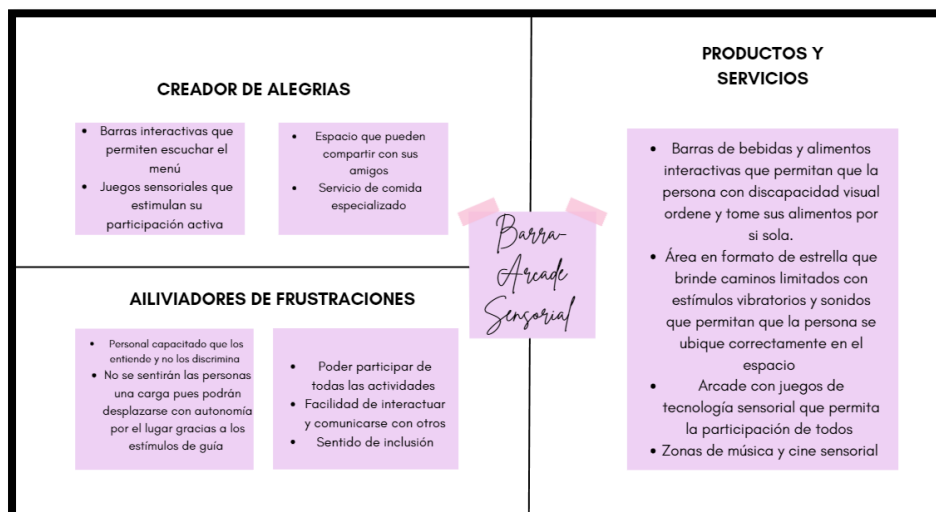 CREADOR DE ALEGRIAS
• Barras interactivas que
permiten escuchar el
menú
• Juegos sensoriales que
estimulan su
participación activa
• Espacio que pueden
compartir con sus
amigos
• Servicio de comida
especializado
AILIVIADORES DE FRUSTRACIONES
• Personal capacitado que los
entiende y no los discrimina
• No se sentirán las personas
una carga pues podrán
desplazarse con autonomía
por el lugar gracias a los
estímulos de guía
• Poder participar de
todas las actividades
• Facilidad de interactuar
y comunicarse con otros
• Sentido de inclusión
Barra-
Arcade
Sensorial
PRODUCTOS Y
SERVICIOS
• Barras de bebidas y alimentos
interactivas que permitan que la
persona con discapacidad visual
ordene y tome sus alimentos por
si sola.
• Área en formato de estrella que
brinde caminos limitados con
estímulos vibratorios y sonidos
que permitan que la persona se
ubique correctamente en el
espacio
• Arcade con juegos de
tecnología sensorial que permita
la participación de todos
• Zonas de música y cine sensorial